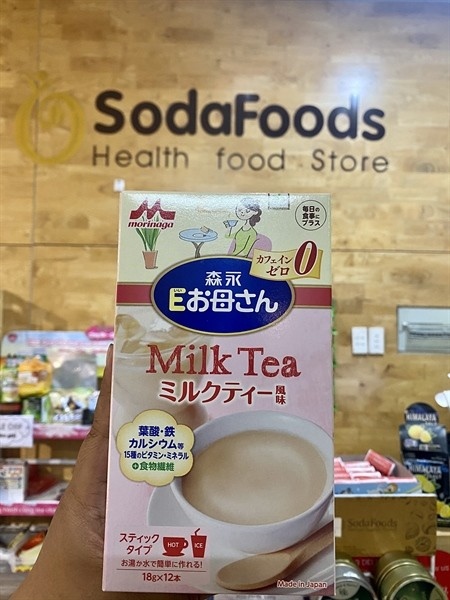 SodaFoods
Health food Store
morinaga
毎日の
食事に
プラス
カフェイン
ゼロ 0
森永
Eお母さん
いい
Milk Tea
ミルクティー風味
葉酸・鉄
カルシウム等
15種のビタミン・ミネラル
+食物繊維
スティック
タイプ
HOT
ICE
お湯か水で簡単に作れる!
18g×12本
Made in Japan
HIMALAYA
SodaFoods